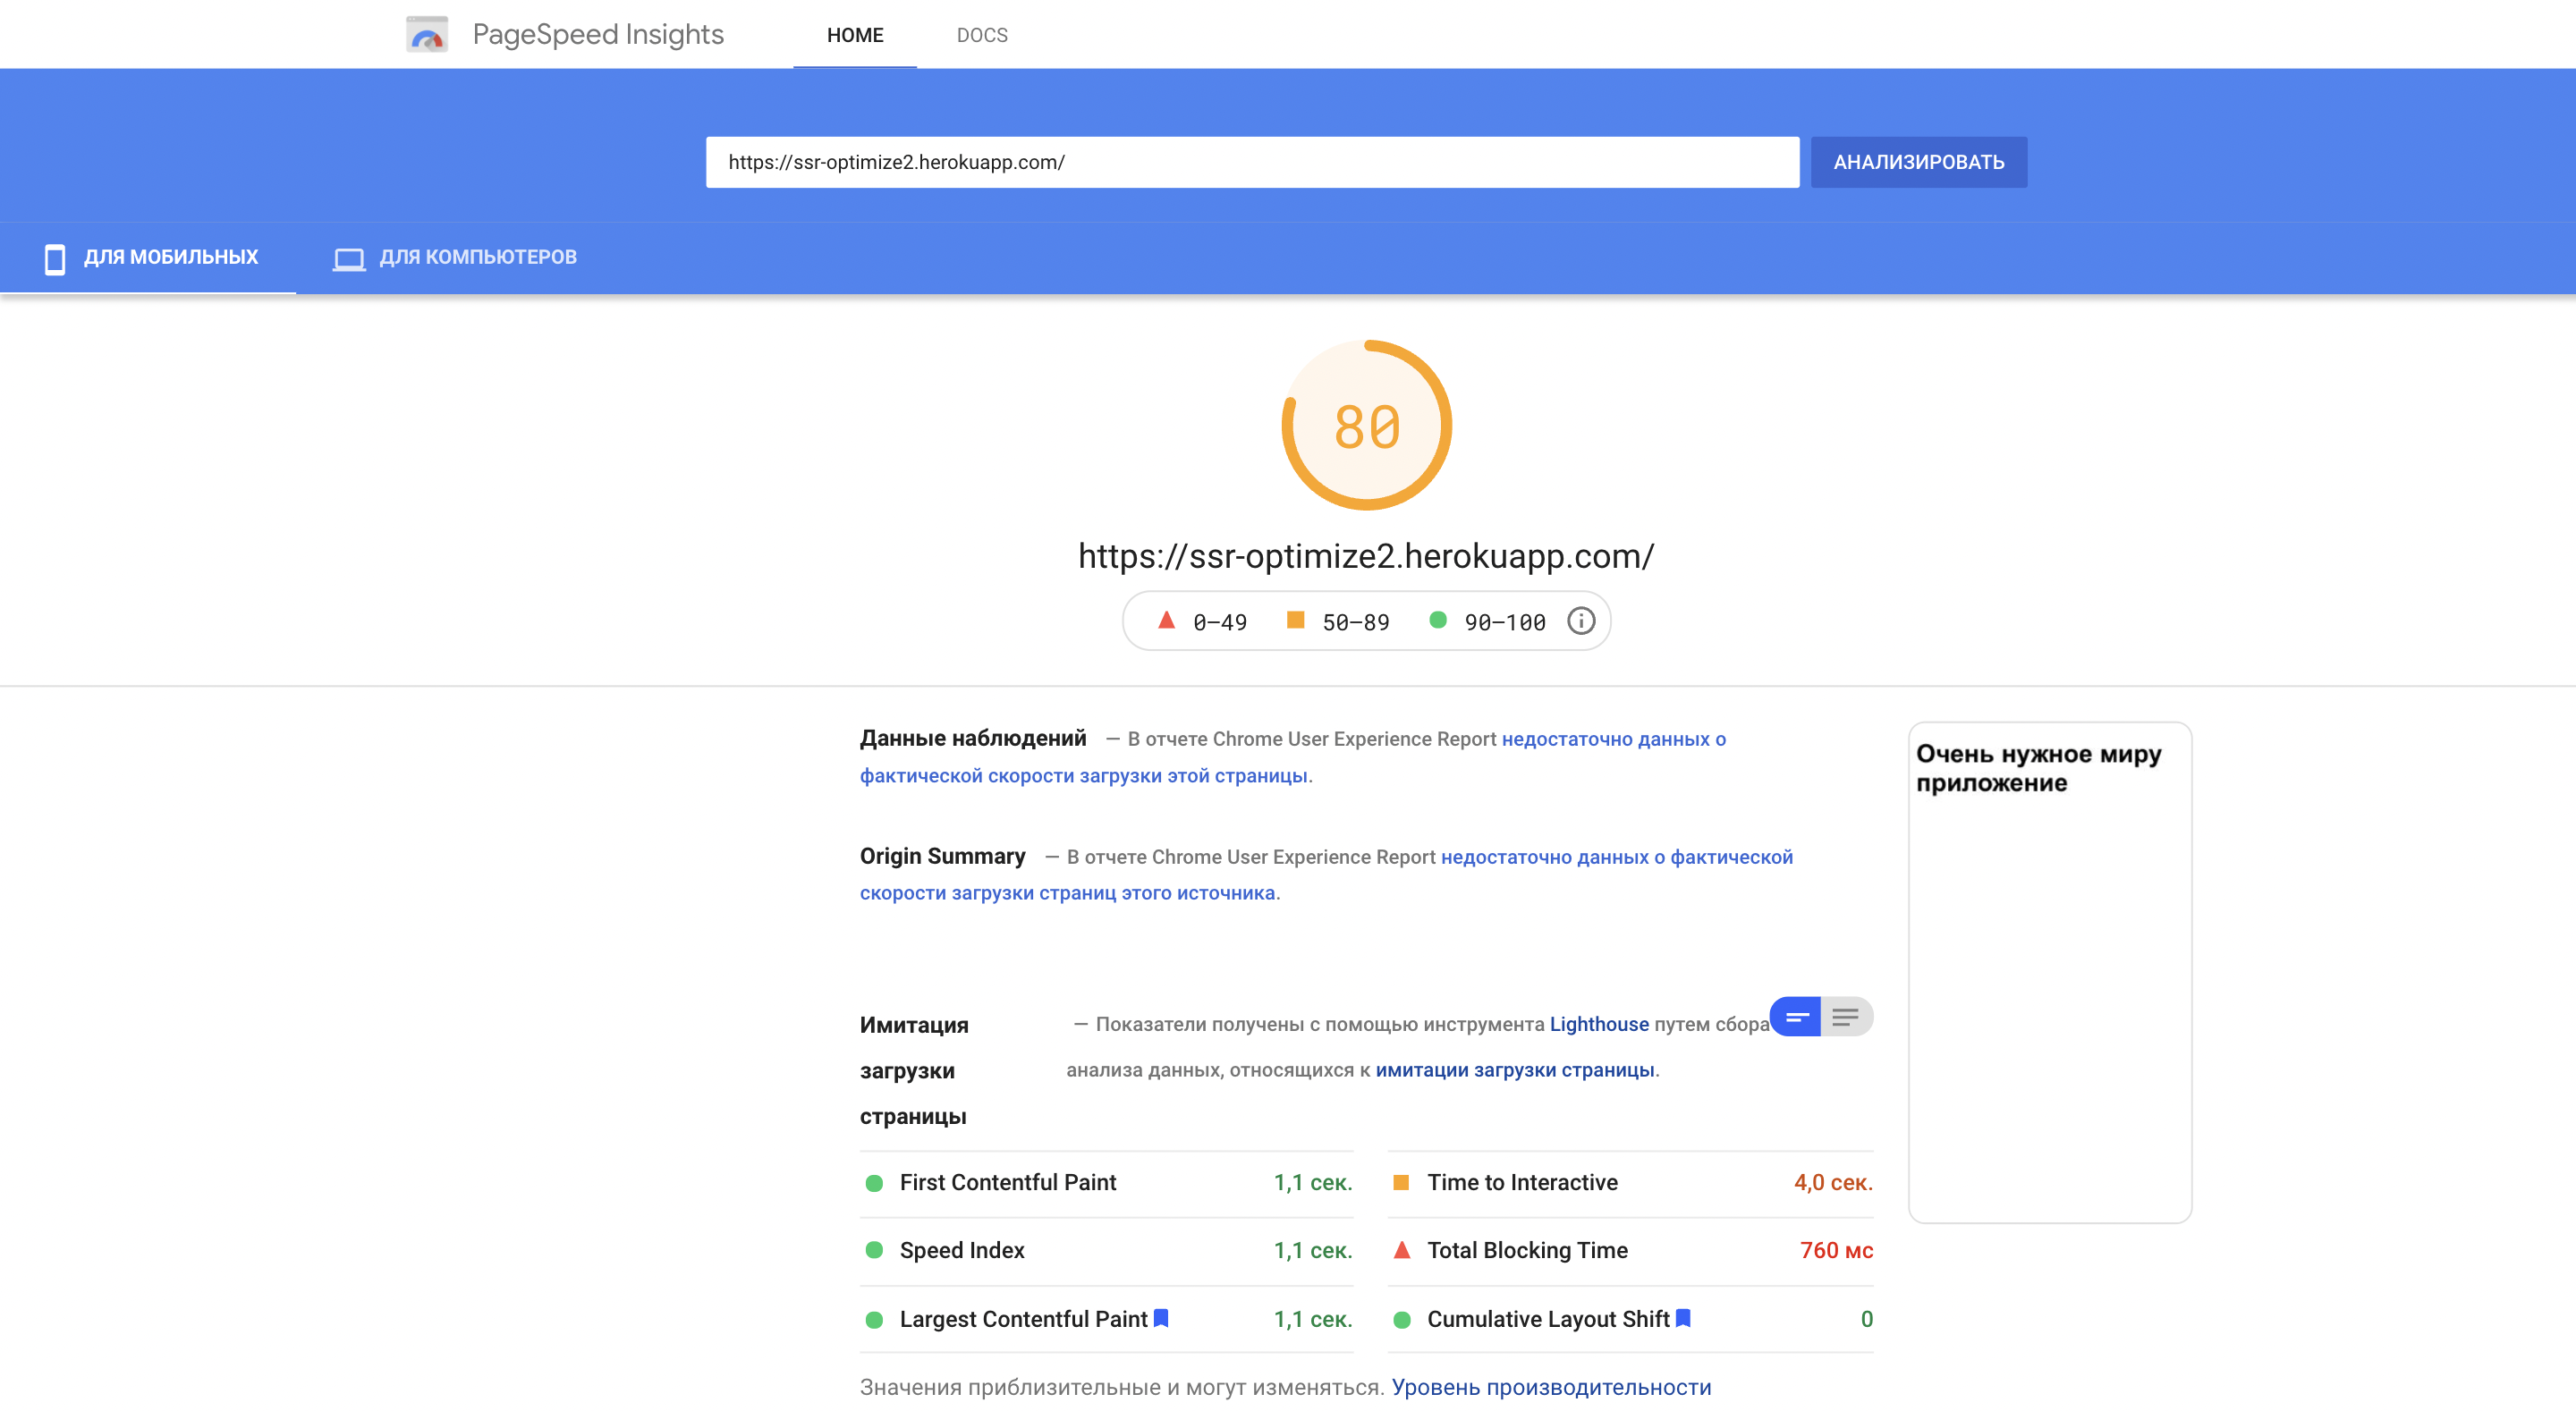 PageSpeed Insights
HOME
DOCS
https://ssr-optimize2.herokuapp.com/
АНАЛИЗИРОВАТЬ
ДЛЯ МОБИЛЬНЫХ
ДЛЯ КОМПЬЮТЕРОВ
80
https://ssr-optimize2.herokuapp.com/
0–49
50–89
90–100
Данные наблюдений — В отчете Chrome User Experience Report недостаточно данных о
фактической скорости загрузки этой страницы.
Origin Summary — В отчете Chrome User Experience Report недостаточно данных о фактической
скорости загрузки страниц этого источника.
Очень нужное миру
приложение
Имитация
загрузки
страницы
— Показатели получены с помощью инструмента Lighthouse путем сбора
анализа данных, относящихся к имитации загрузки страницы.
First Contentful Paint 1,1 сек.
Time to Interactive 4,0 сек.
Speed Index 1,1 сек.
Total Blocking Time 760 мс
Largest Contentful Paint 1,1 сек.
Cumulative Layout Shift 0
Значения приблизительные и могут изменяться. Уровень производительности